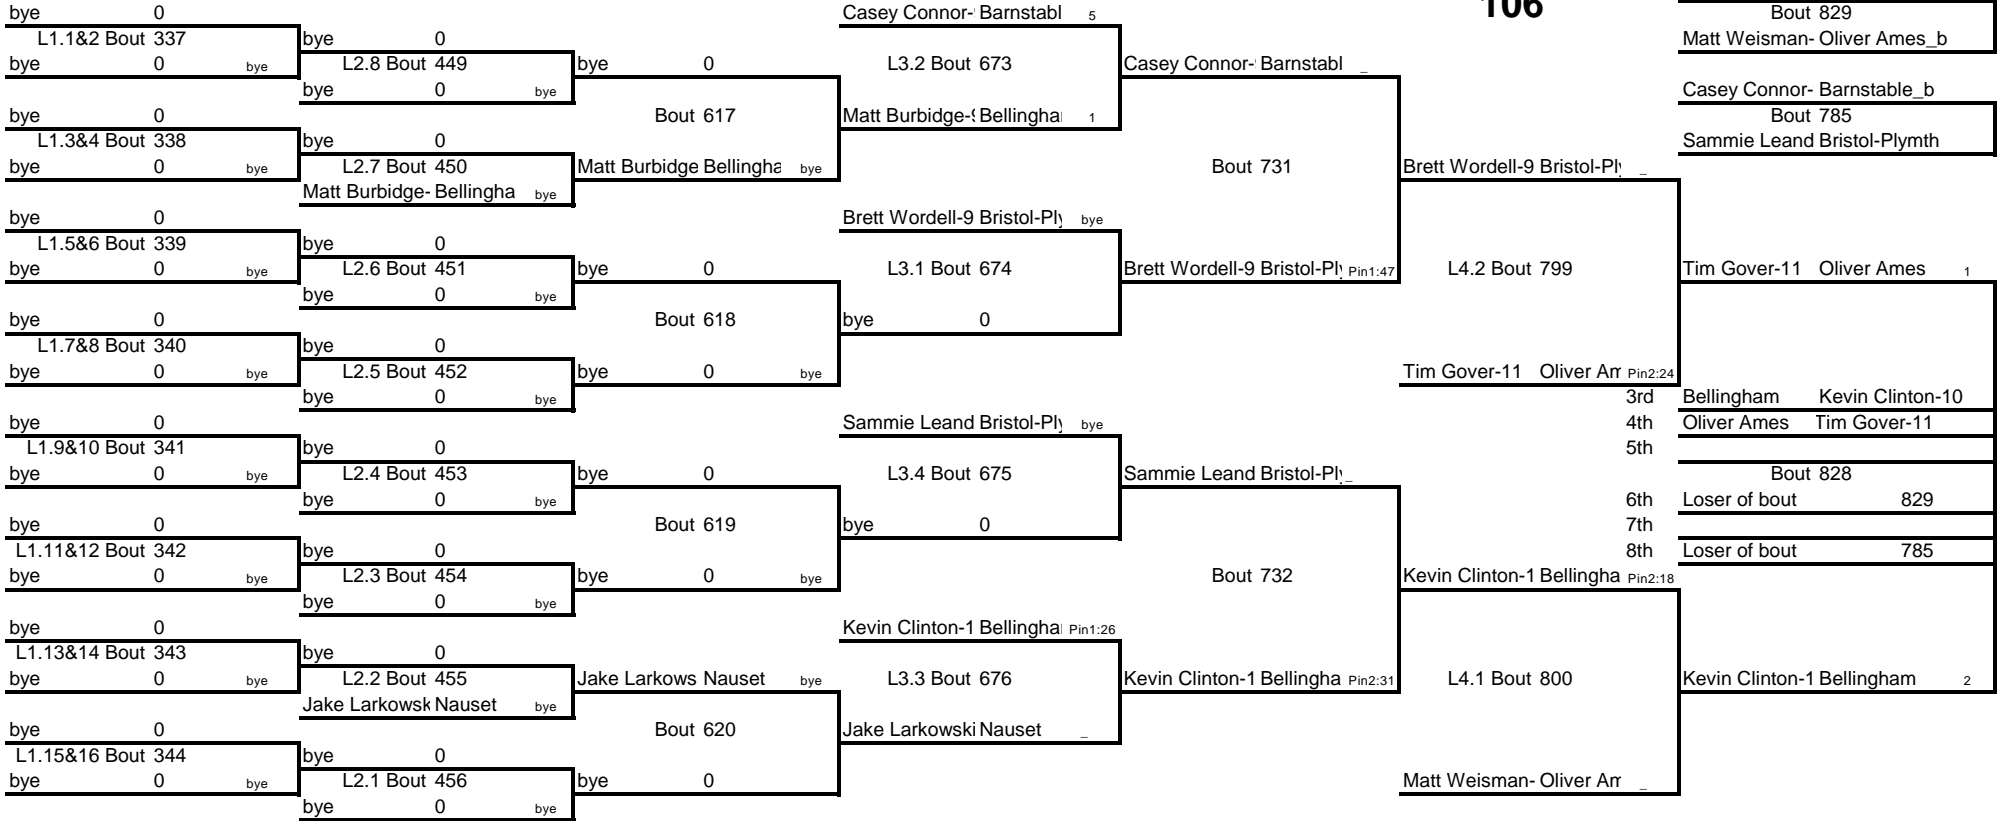 106
bye 0 Casey Connor- Barnstabl 5 Bout 829
L1.1&2 Bout 337 bye 0 Matt Weisman- Oliver Ames_b
bye 0 bye L2.8 Bout 449 bye 0 L3.2 Bout 673 Casey Connor- Barnstabl _
bye 0 bye Casey Connor- Barnstable_b
bye 0 Bout 617 Matt Burbidge-9 Bellingha 1 Bout 785
L1.3&4 Bout 338 bye 0 Sammie Leand Bristol-Plymth
bye 0 bye L2.7 Bout 450 Matt Burbidge Bellingha bye Bout 731 Brett Wordell-9 Bristol-Ply _
Matt Burbidge- Bellingha bye
bye 0 Brett Wordell-9 Bristol-Ply bye
L1.5&6 Bout 339 bye 0
bye 0 bye L2.6 Bout 451 bye 0 L3.1 Bout 674 Brett Wordell-9 Bristol-Ply Pin1:47 L4.2 Bout 799 Tim Gover-11 Oliver Ames 1
bye 0 bye
bye 0 Bout 618 bye 0
L1.7&8 Bout 340 bye 0
bye 0 bye L2.5 Bout 452 bye 0 bye Tim Gover-11 Oliver Am Pin2:24
bye 0 bye 3rd Bellingham Kevin Clinton-10
bye 0 Sammie Leand Bristol-Ply bye 4th Oliver Ames Tim Gover-11
L1.9&10 Bout 341 bye 0 5th
bye 0 bye L2.4 Bout 453 bye 0 L3.4 Bout 675 Sammie Leand Bristol-Ply _ Bout 828
bye 0 bye 6th Loser of bout 829
bye 0 Bout 619 bye 0 7th
L1.11&12 Bout 342 bye 0 8th Loser of bout 785
bye 0 bye L2.3 Bout 454 bye 0 bye Bout 732 Kevin Clinton-1 Bellingha Pin2:18
bye 0 bye
bye 0 Kevin Clinton-1 Bellingha Pin1:26
L1.13&14 Bout 343 bye 0
bye 0 bye L2.2 Bout 455 Jake Larkows Nauset bye L3.3 Bout 676 Kevin Clinton-1 Bellingha Pin2:31 L4.1 Bout 800 Kevin Clinton-1 Bellingham 2
Jake Larkowsk Nauset bye
bye 0 Bout 620 Jake Larkowski Nauset _
L1.15&16 Bout 344 bye 0
bye 0 bye L2.1 Bout 456 bye 0 Matt Weisman- Oliver Am _
bye 0 bye